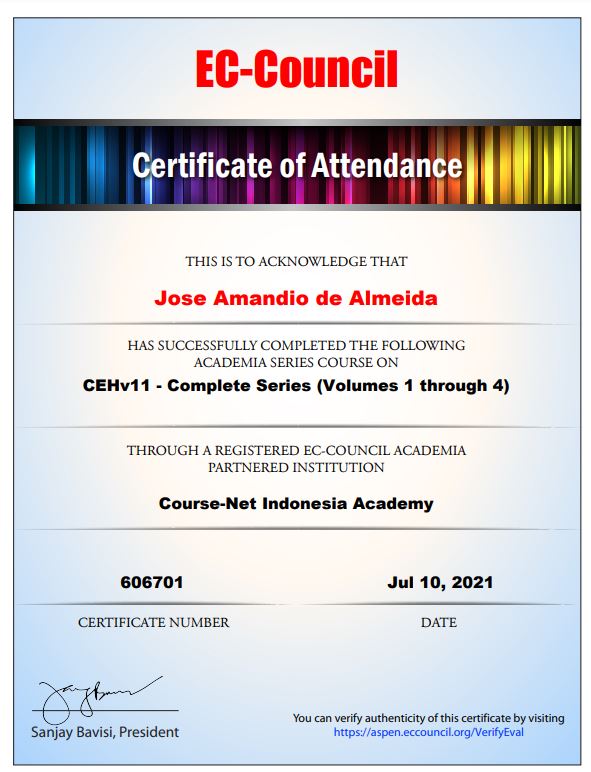 EC-Council
Certificate of Attendance
THIS IS TO ACKNOWLEDGE THAT
Jose Amandio de Almeida
HAS SUCCESSFULLY COMPLETED THE FOLLOWING
ACADEMIA SERIES COURSE ON
CEHv11 - Complete Series (Volumes 1 through 4)
THROUGH A REGISTERED EC-COUNCIL ACADEMIA
PARTNERED INSTITUTION
Course-Net Indonesia Academy
606701
Jul 10, 2021
CERTIFICATE NUMBER
DATE
Sanjay Bavisi, President
You can verify authenticity of this certificate by visiting
https://aspen.eccouncil.org/VerifyEval